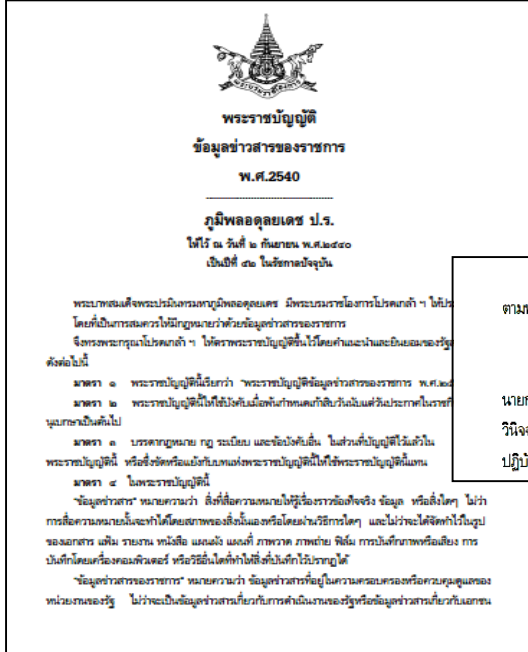 พระราชบัญญัติ
ข้อมูลข่าวสารของราชการ
พ.ศ.2540
ภูมิพลอดุลยเดช ป.ร.
ให้ไว้ ณ วันที่ ๒ กันยายน พ.ศ.๒๕๔๐
เป็นปีที่ ๕๒ ในรัชกาลปัจจุบัน
พระบาทสมเด็จพระปรมินทรมหาภูมิพลอดุลยเดช มีพระบรมราชโองการโปรดเกล้า ฯ ให้ประ
โดยที่เป็นการสมควรให้มีกฎหมายว่าด้วยข้อมูลข่าวสารของราชการ
จึงทรงพระกรุณาโปรดเกล้า ฯ ให้ตราพระราชบัญญัติขึ้นไว้โดยคำแนะนำและยินยอมของรัฐส
ดังต่อไปนี้
มาตรา ๑ พระราชบัญญัตินี้เรียกว่า "พระราชบัญญัติข้อมูลข่าวสารของราชการ พ.ศ.๒๕
มาตรา ๒ พระราชบัญญัตินี้ให้ใช้บังคับเมื่อพ้นกำหนดเก้าสิบวันนับแต่วันประกาศในราชกิ
นุเบกษาเป็นต้นไป
มาตรา ๓ บรรดากฎหมาย กฎ ระเบียบ และข้อบังคับอื่น ในส่วนที่บัญญัติไว้แล้วใน
พระราชบัญญัตินี้ หรือซึ่งขัดหรือแย้งกับบทแห่งพระราชบัญญัตินี้ให้ใช้พระราชบัญญัตินี้แทน
มาตรา ๔ ในพระราชบัญญัตินี้
"ข้อมูลข่าวสาร" หมายความว่า สิ่งที่สื่อความหมายให้รู้เรื่องราวข้อเท็จจริง ข้อมูล หรือสิ่งใดๆ ไม่ว่า
การสื่อความหมายนั้นจะทำได้โดยสภาพของสิ่งนั้นเองหรือโดยผ่านวิธีการใดๆ และไม่ว่าจะได้จัดทำไว้ในรูป
ของเอกสาร แฟ้ม รายงาน หนังสือ แผนผัง แผนที่ ภาพวาด ภาพถ่าย ฟิล์ม การบันทึกภาพหรือเสียง การ
บันทึกโดยเครื่องคอมพิวเตอร์ หรือวิธีอื่นใดที่ทำให้สิ่งที่บันทึกไว้ปรากฏได้
"ข้อมูลข่าวสารของราชการ" หมายความว่า ข้อมูลข่าวสารที่อยู่ในความครอบครองหรือควบคุมดูแลของ
หน่วยงานของรัฐ ไม่ว่าจะเป็นข้อมูลข่าวสารเกี่ยวกับการดำเนินงานของรัฐหรือข้อมูลข่าวสารเกี่ยวกับเอกชน
ตาม
นายก
วินิจ
ปฏิบั